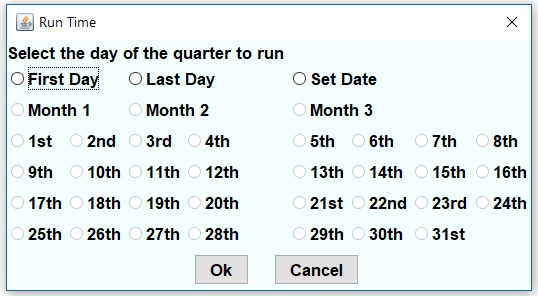 Run Time
Select the day of the quarter to run
First Day Last Day Set Date
Month 1 Month 2 Month 3
1st 2nd 3rd 4th 5th 6th 7th 8th
9th 10th 11th 12th 13th 14th 15th 16th
17th 18th 19th 20th 21st 22nd 23rd 24th
25th 26th 27th 28th 29th 30th 31st
Ok Cancel